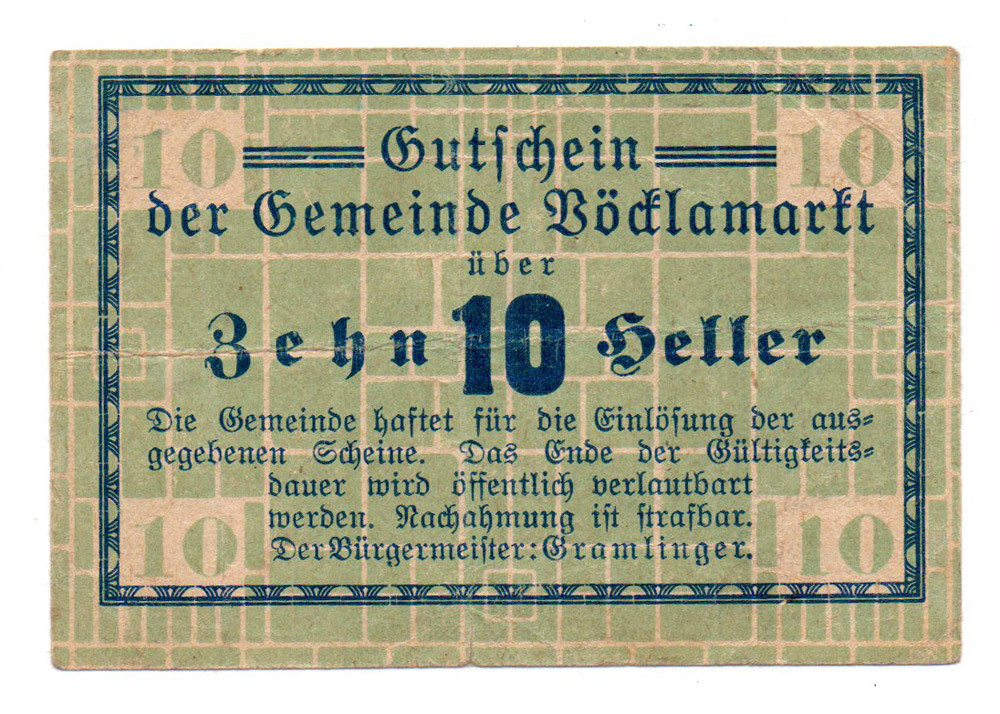 10 Gutschein 10
der Gemeinde Vöcklamarkt
über
Zehn 10 Heller
Die Gemeinde haftet für die Einlösung der aus-
gegebenen Scheine. Das Ende der Gültigkeits-
dauer wird öffentlich verlautbart
werden. Nachahmung ist strafbar.
10 Der Bürgermeister: Gramlinger. 10